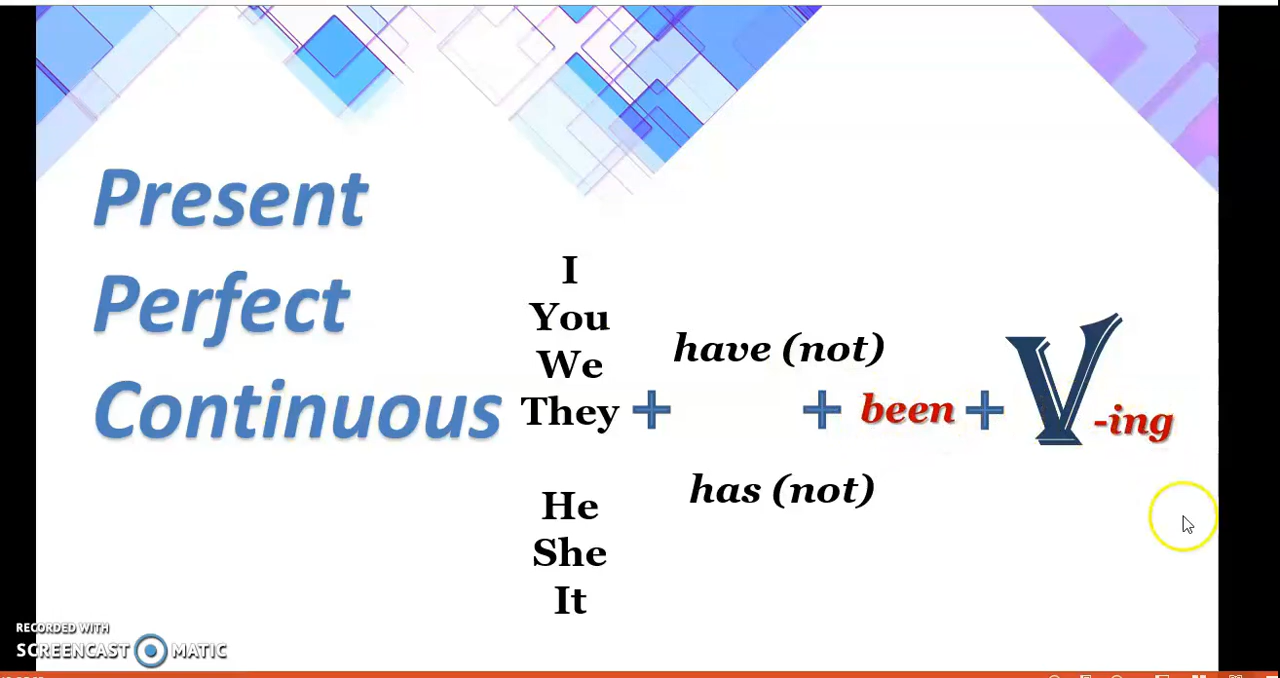 Present
Perfect
Continuous
I
You
We
They
He
She
It
+
have (not)
has (not)
+ been + V-ing
RECORDED WITH
SCREENCAST MATIC